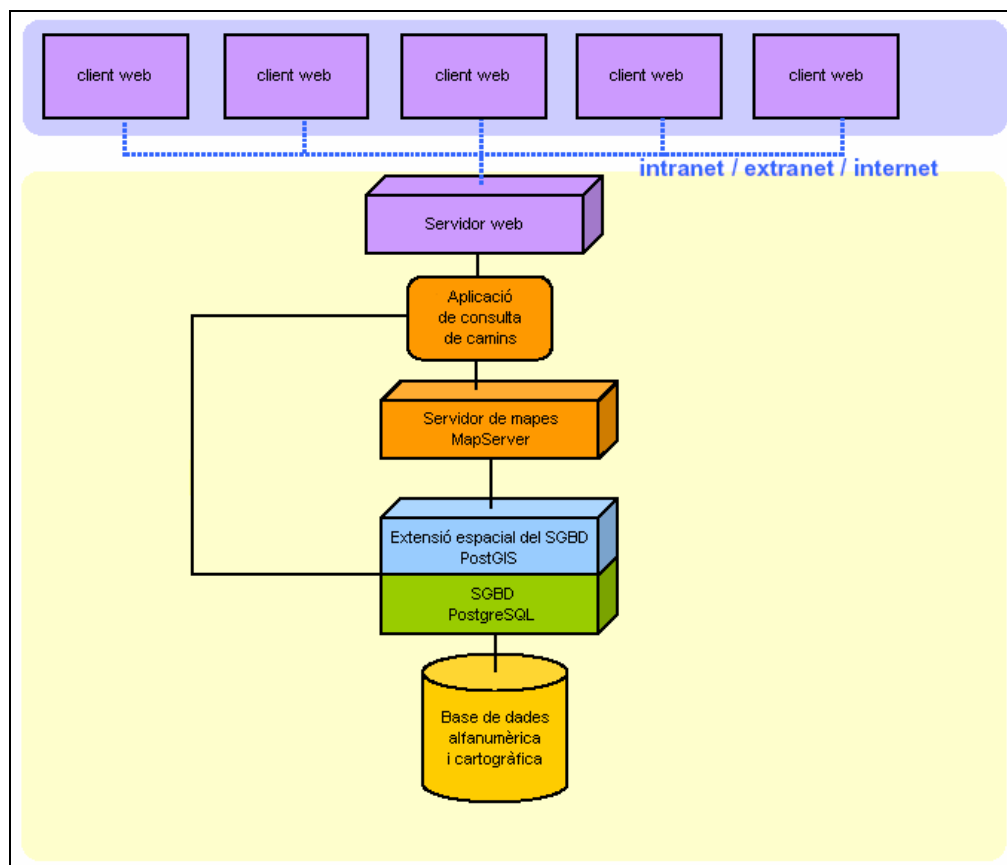 client web
client web
client web
client web
client web
intranet / extranet / internet
Servidor web
Aplicació
de consulta
de camins
Servidor de mapes
MapServer
Extensió espacial del SGBD
PostGIS
SGBD
PostgreSQL
Base de dades
alfanumèrica
i cartogràfica